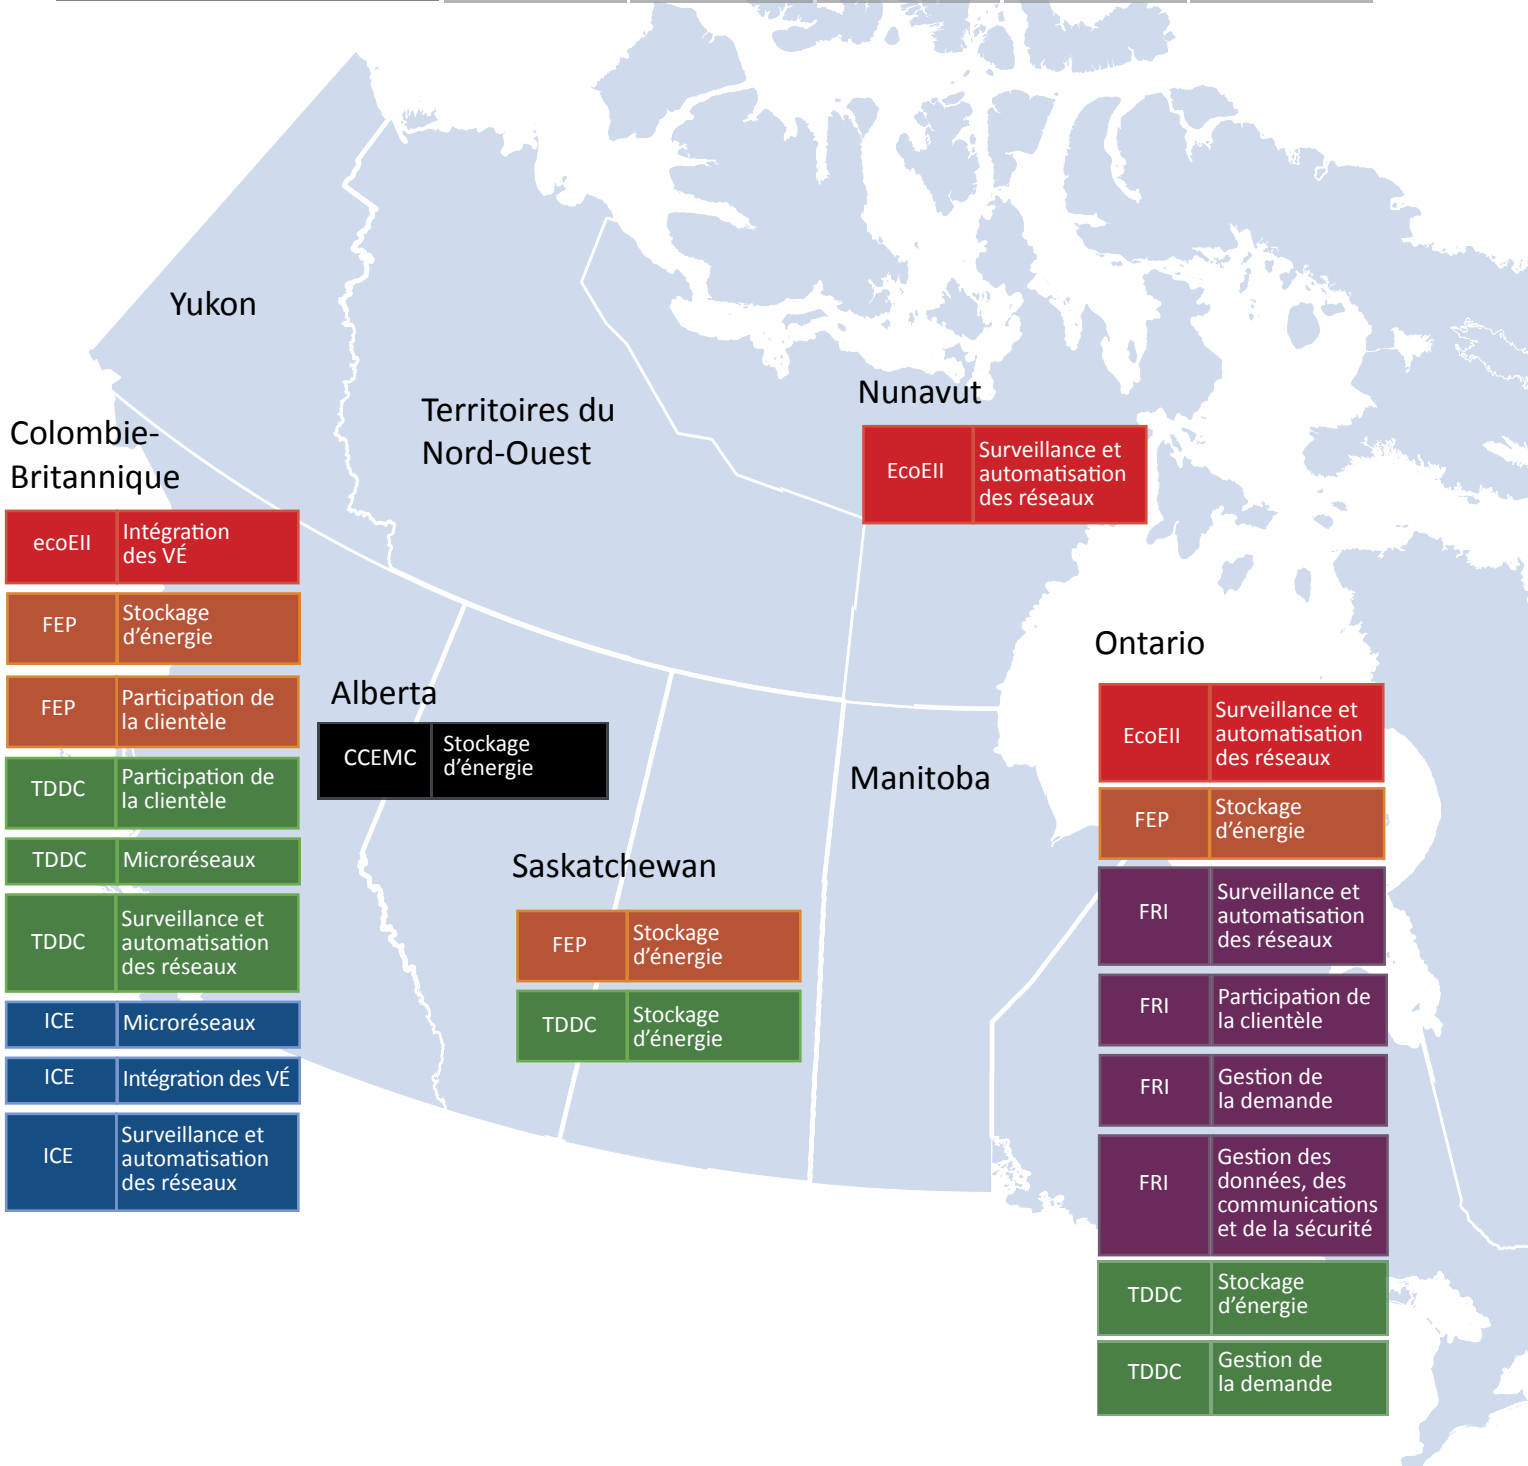 Yukon
Territoires du
Nord-Ouest
Nunavut
EcoEII
Surveillance et
automatisation
des réseaux
Colombie-
Britannique
ecoEII
Intégration
des VÉ
FEP
Stockage
d’énergie
FEP
Participation de
la clientèle
TDDC
Participation de
la clientèle
TDDC
Microréseaux
TDDC
Surveillance et
automatisation
des réseaux
ICE
Microréseaux
ICE
Intégration des VÉ
ICE
Surveillance et
automatisation
des réseaux
Alberta
CCEMC
Stockage
d’énergie
Saskatchewan
FEP
Stockage
d’énergie
TDDC
Stockage
d’énergie
Manitoba
Ontario
EcoEII
Surveillance et
automatisation
des réseaux
FEP
Stockage
d’énergie
FRI
Surveillance et
automatisation
des réseaux
FRI
Participation de
la clientèle
FRI
Gestion de
la demande
FRI
Gestion des
données, des
communications
et de la sécurité
TDDC
Stockage
d’énergie
TDDC
Gestion de
la demande